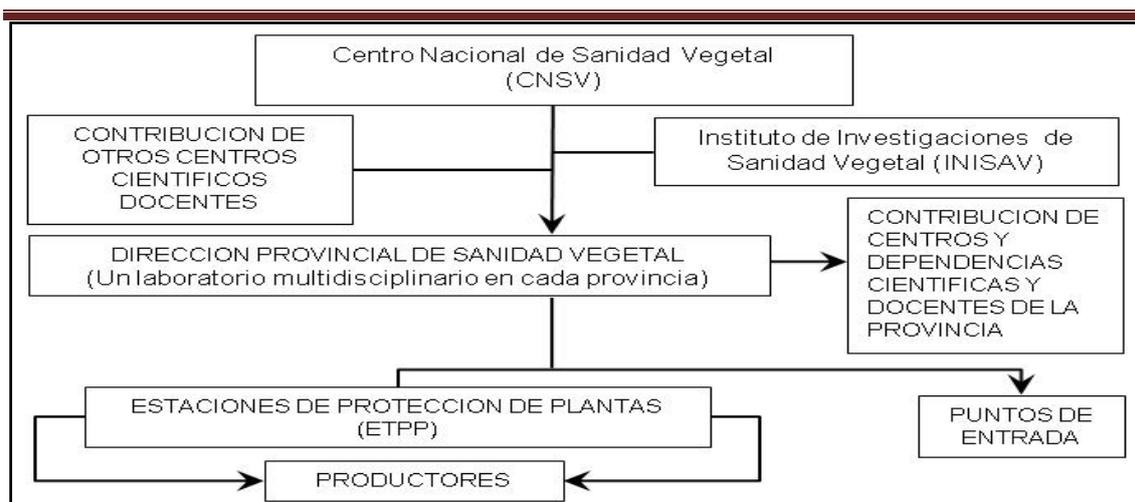 Centro Nacional de Sanidad Vegetal
(CNSV)
CONTRIBUCION DE
OTROS CENTROS
CIENTIFICOS
DOCENTES
Instituto de Investigaciones de
Sanidad Vegetal (INISAV)
DIRECCION PROVINCIAL DE SANIDAD VEGETAL
(Un laboratorio multidisciplinario en cada provincia)
CONTRIBUCION DE
CENTROS Y
DEPENDENCIAS
CIENTIFICAS Y
DOCENTES DE LA
PROVINCIA
ESTACIONES DE PROTECCION DE PLANTAS
(ETPP)
PUNTOS DE
ENTRADA
PRODUCTORES